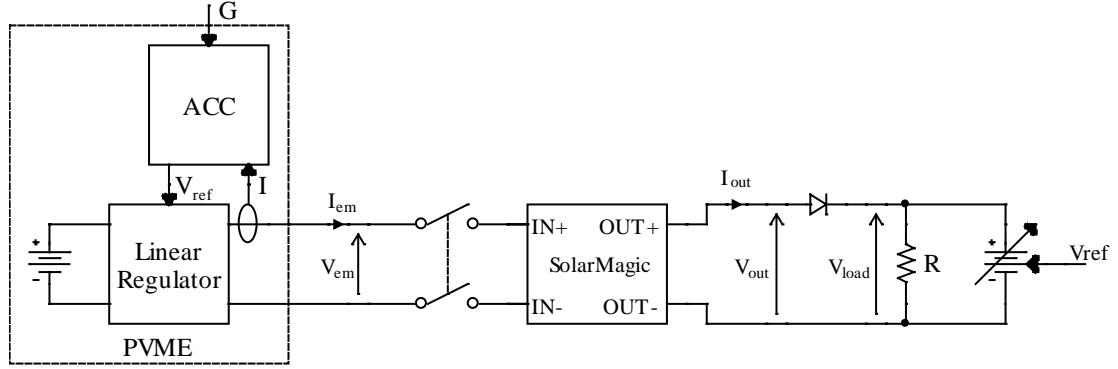 G
ACC
V_ref
I
Linear
Regulator
PVME
I_em
V_em
IN+ OUT+
SolarMagic
IN- OUT-
I_out
V_out
V_load
R
Vref
+
-
+
-